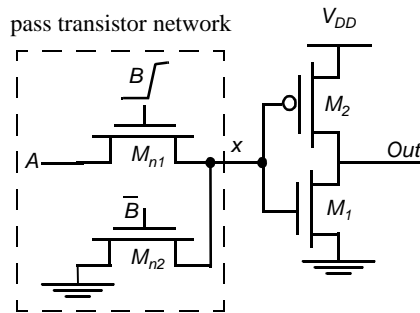 pass transistor network
V_DD
B
M_2
A
M_n1
x
Out
B̅
M_1
M_n2